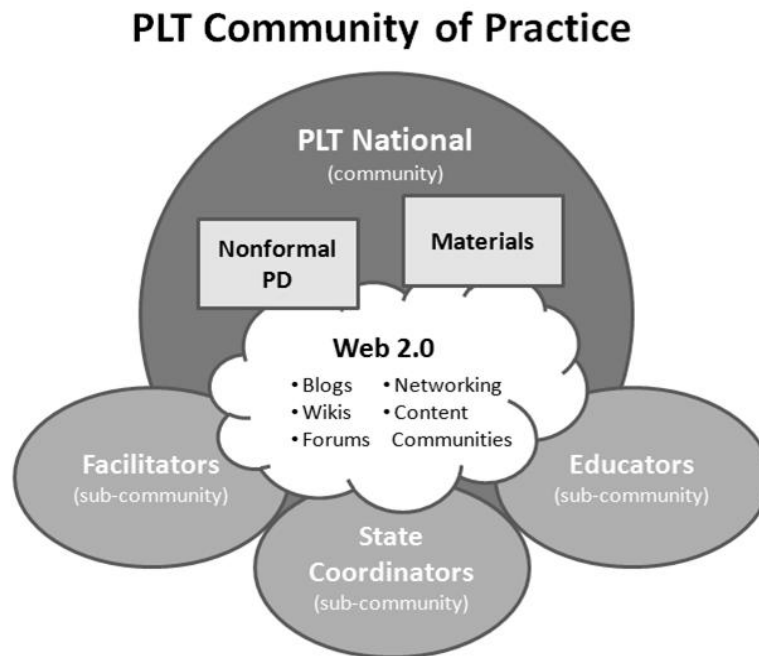 PLT Community of Practice
PLT National
(community)
Nonformal
PD
Materials
Web 2.0
• Blogs • Networking
• Wikis • Content
• Forums Communities
Facilitators
(sub-community)
Educators
(sub-community)
State
Coordinators
(sub-community)